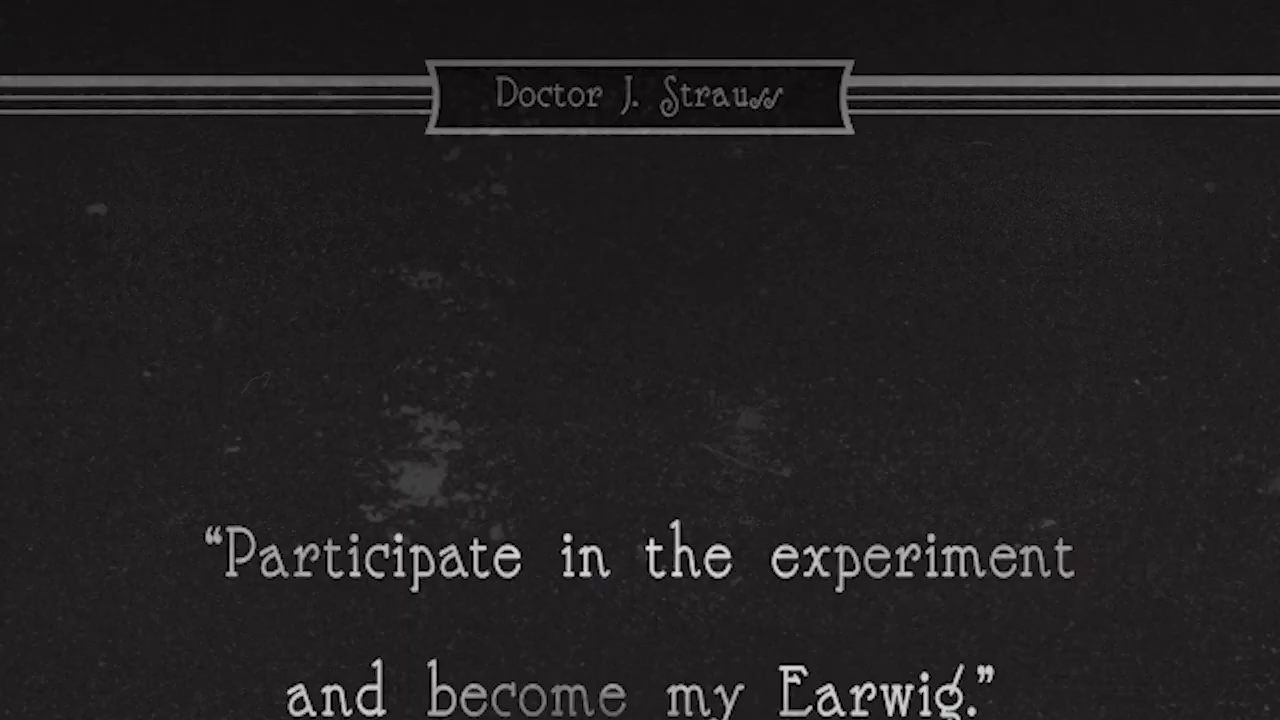 Doctor J. Strauss
“Participate in the experiment
and become my Earwig.”